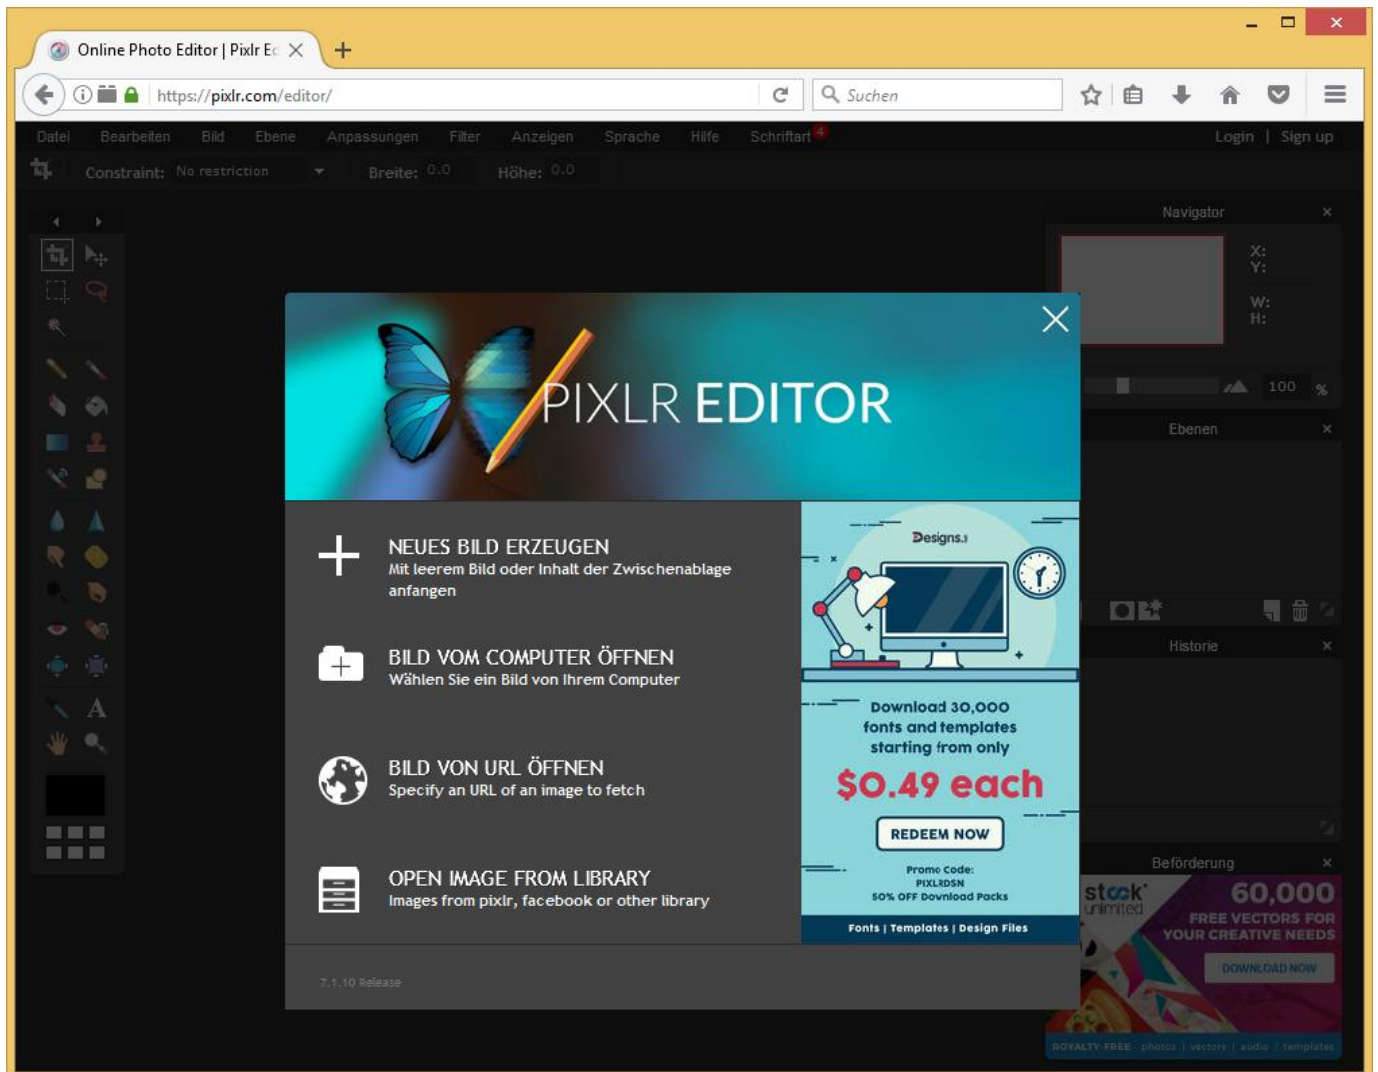 Online Photo Editor | Pixlr Ed
https://pixlr.com/editor/
Suchen
Datei Bearbeiten Bild Ebene Anpassungen Filter Anzeigen Sprache Hilfe Schriftart 4 Login | Sign up
Constraint: No restriction Breite: 0.0 Höhe: 0.0
Navigator
X:
Y:
W:
H:
100 %
Ebenen
Historie
Beförderung
A
PIXLR EDITOR
NEUES BILD ERZEUGEN
Mit leerem Bild oder Inhalt der Zwischenablage
anfangen
BILD VOM COMPUTER ÖFFNEN
Wählen Sie ein Bild von Ihrem Computer
BILD VON URL ÖFFNEN
Specify an URL of an image to fetch
OPEN IMAGE FROM LIBRARY
Images from pixlr, facebook or other library
7.1.10 Release
Designs.
Download 30,000
fonts and templates
starting from only
$0.49 each
REDEEM NOW
Promo Code:
PIXLRDSN
50% OFF Download Packs
Fonts | Templates | Design Files
stock
unlimited
60,000
FREE VECTORS FOR
YOUR CREATIVE NEEDS
DOWNLOAD NOW
ROYALTY-FREE photos | vectors | audio | templates